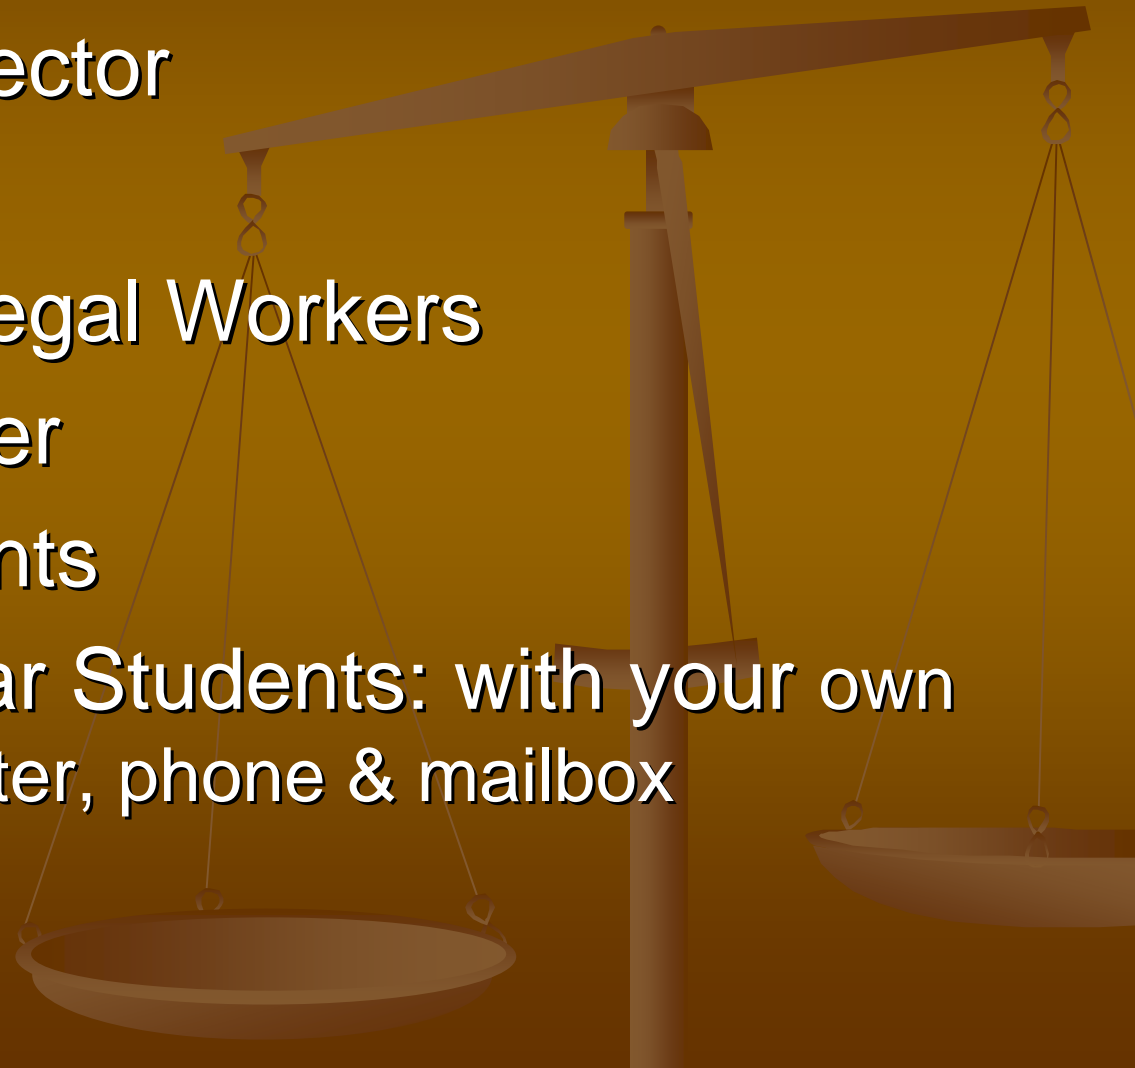 ector
egal Workers
er
nts
ar Students: with your own
ter, phone & mailbox